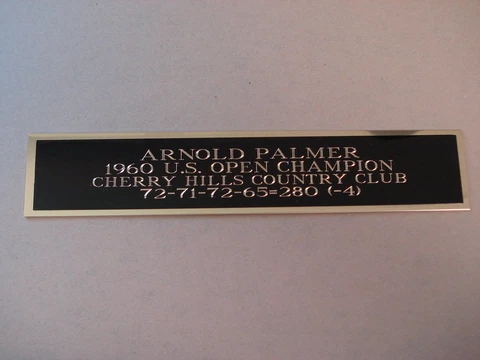 ARNOLD PALMER
1960 U.S. OPEN CHAMPION
CHERRY HILLS COUNTRY CLUB
72-71-72-65=280 (-4)